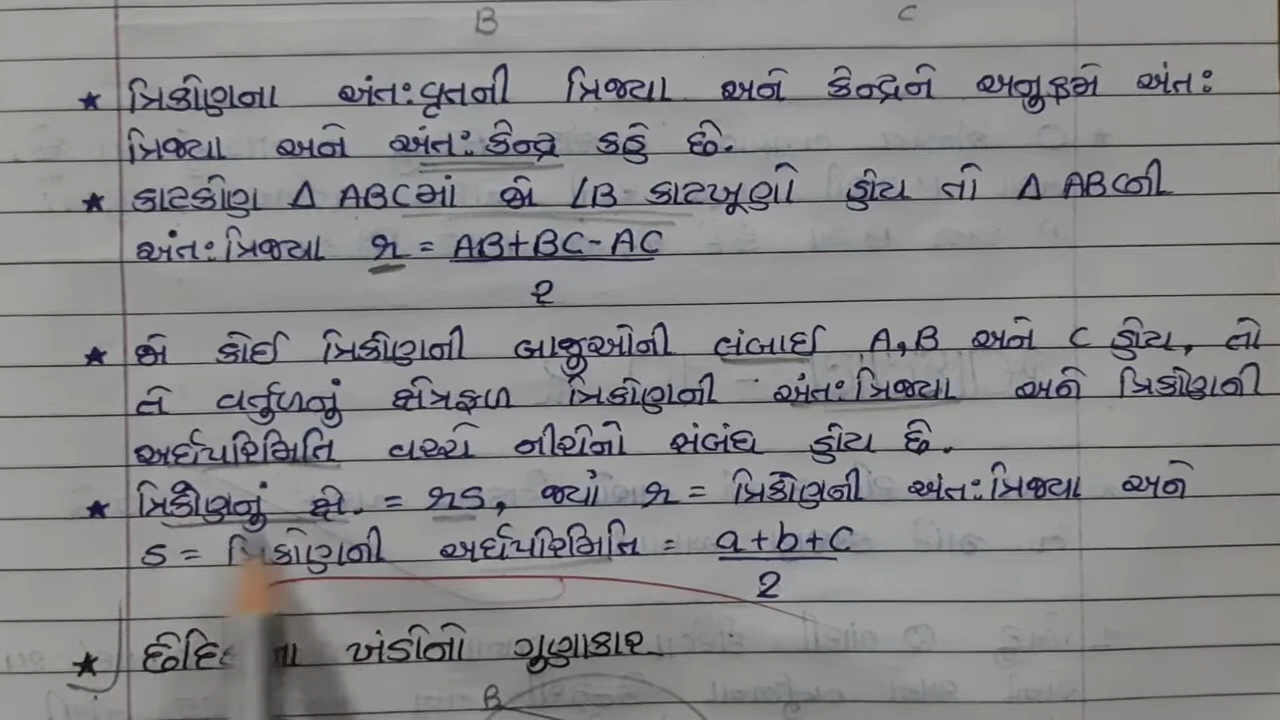 B C
★ ત્રિકોણના અંતઃવૃતની ત્રિજ્યા અને કેન્દ્રને અનુક્રમે અંતઃ
ત્રિજ્યા અને અંતઃકેન્દ્ર કહે છે.
★ કાટકોણ Δ ABCમાં જો ∠B કાટખૂણો હોય તો Δ ABCની
અંતઃત્રિજ્યા r = AB+BC-AC
૨
★ જો કોઈ ત્રિકોણની બાજુઓની લંબાઈ A,B અને C હોય, તો
તે વર્તુળનું ક્ષેત્રફળ ત્રિકોણની અંતઃત્રિજ્યા અને ત્રિકોણની
અર્ધપરિમિતિ વચ્ચે નીચેનો સંબંધ હોય છે.
★ ત્રિકોણનું ક્ષે. = rs, જ્યાં r = ત્રિકોણની અંતઃત્રિજ્યા અને
s = ત્રિકોણની અર્ધપરિમિતિ = a+b+c
2
★ ખંડોનો ગુણાકાર
B